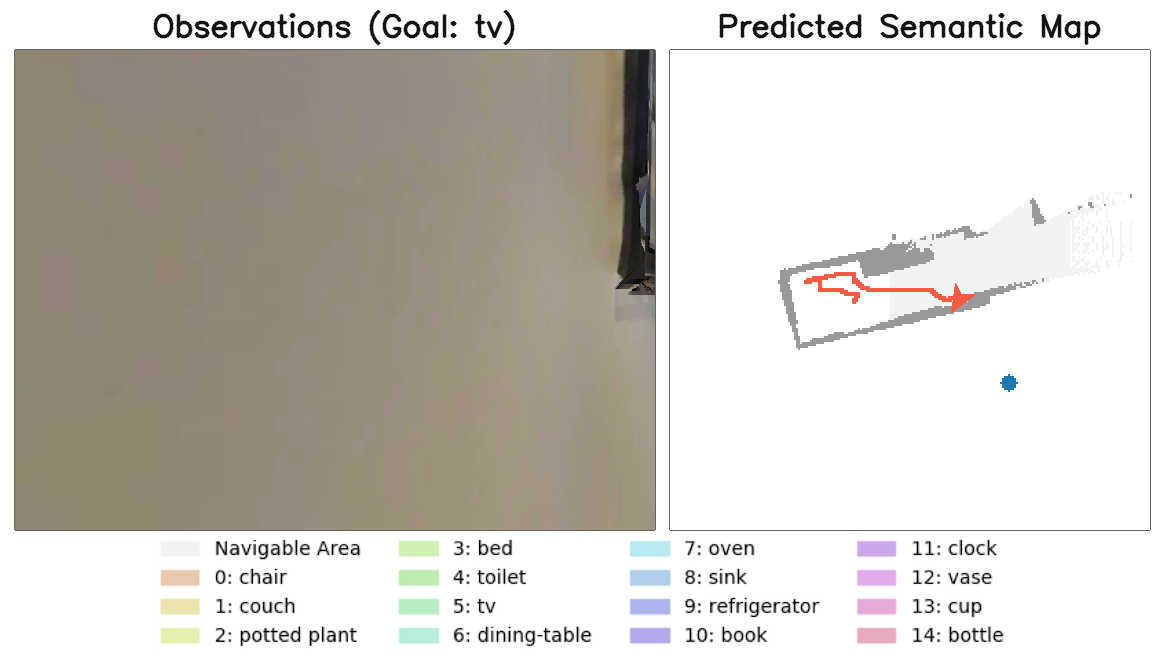 Observations (Goal: tv)
Predicted Semantic Map
Navigable Area
0: chair
1: couch
2: potted plant
3: bed
4: toilet
5: tv
6: dining-table
7: oven
8: sink
9: refrigerator
10: book
11: clock
12: vase
13: cup
14: bottle